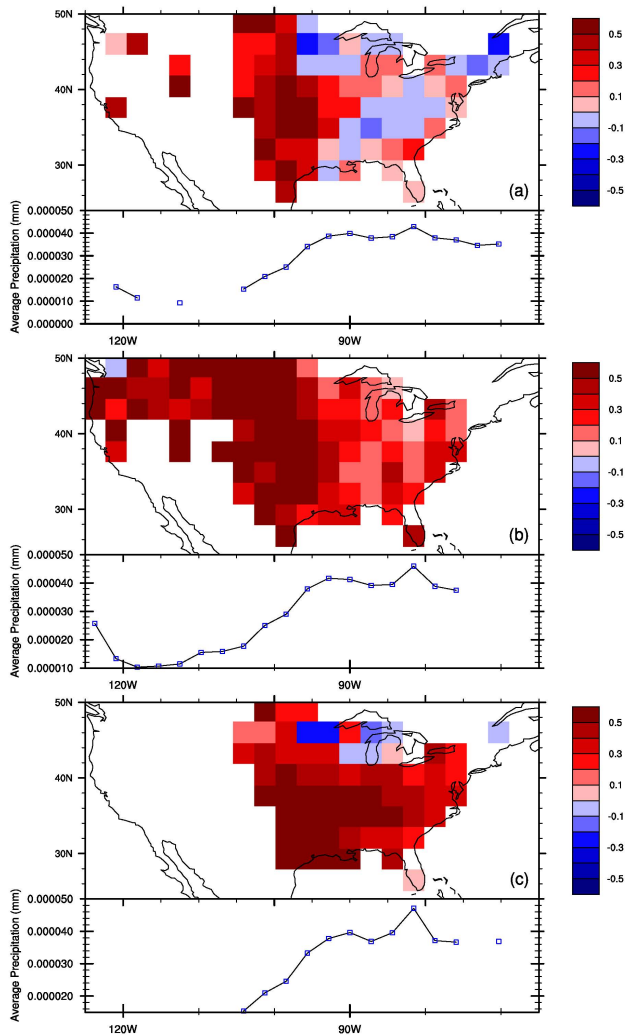 50N
40N
30N
(a)
0.5
0.3
0.1
-0.1
-0.3
-0.5
Average Precipitation (mm)
0.000050
0.000040
0.000030
0.000020
0.000010
0.000000
120W
90W
50N
40N
30N
(b)
0.5
0.3
0.1
-0.1
-0.3
-0.5
Average Precipitation (mm)
0.000050
0.000040
0.000030
0.000020
0.000010
120W
90W
50N
40N
30N
(c)
0.5
0.3
0.1
-0.1
-0.3
-0.5
Average Precipitation (mm)
0.000050
0.000040
0.000030
0.000020
120W
90W